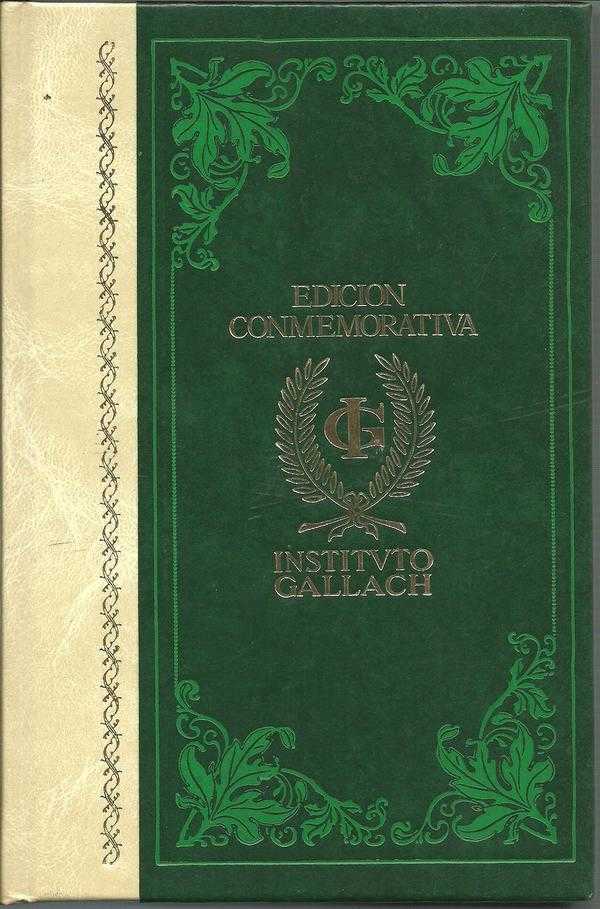 EDICION
CONMEMORATIVA
IG
INSTITVTO
GALLACH